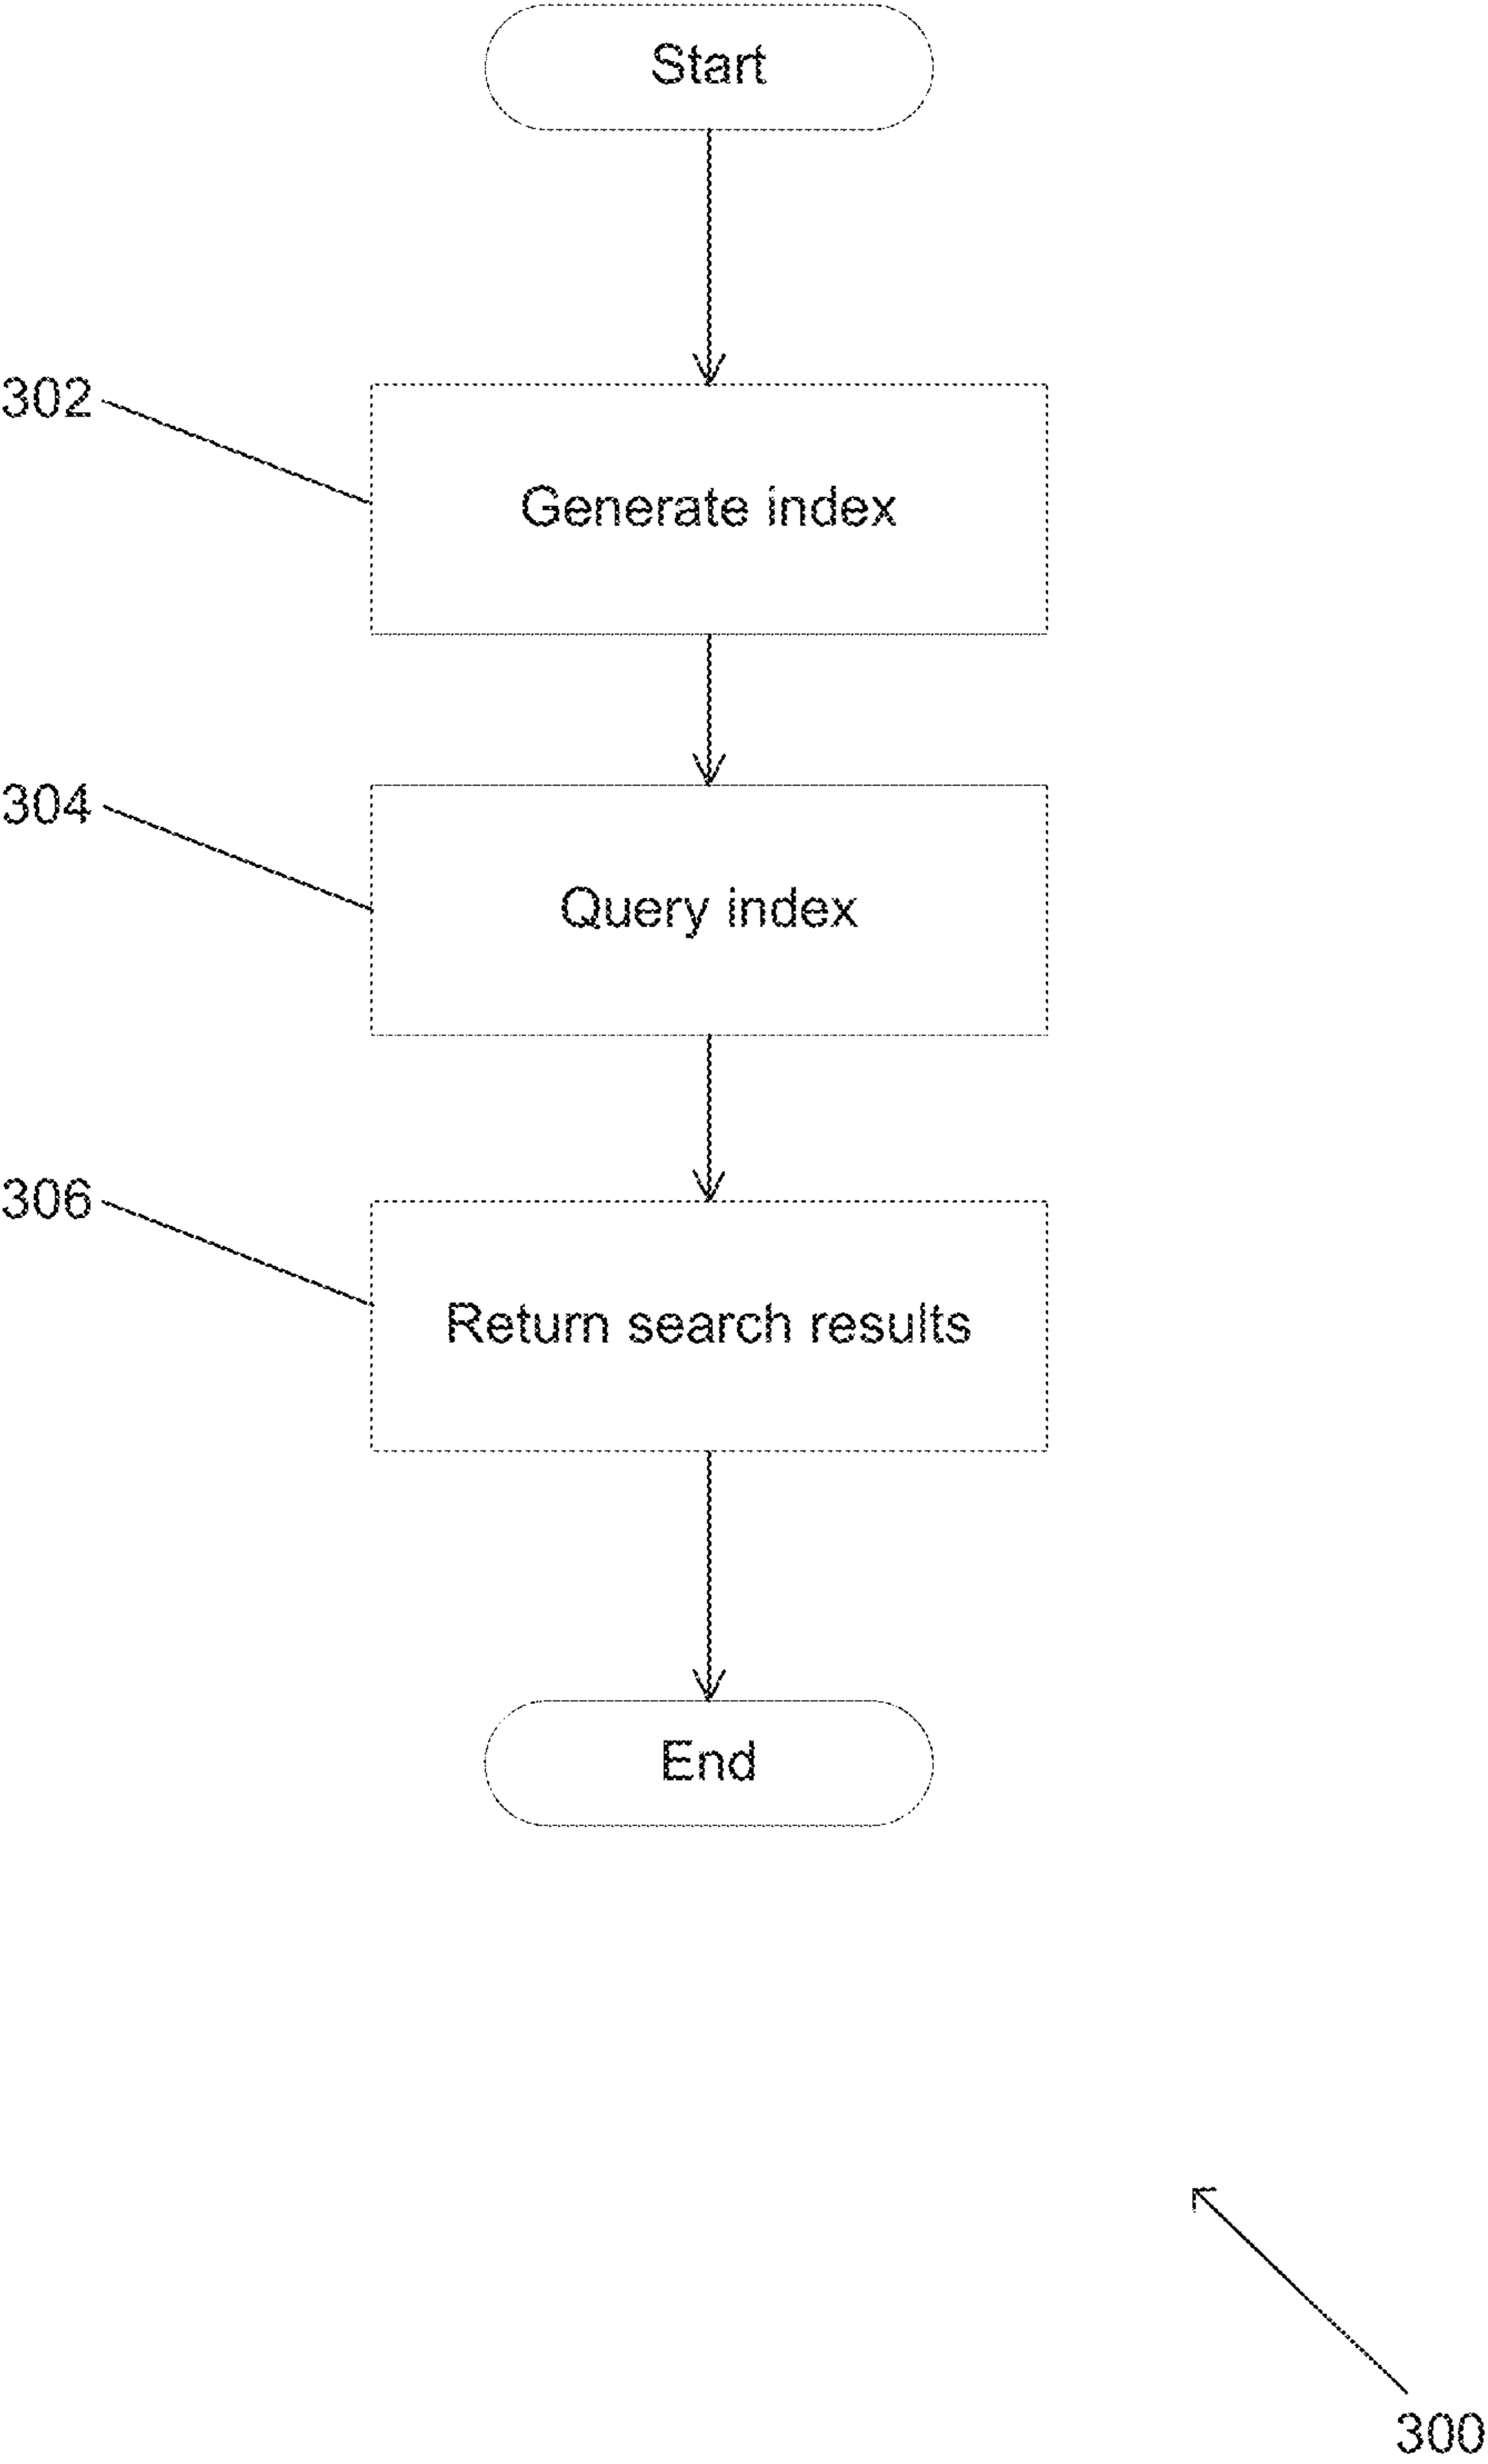 Start
302
Generate index
304
Query index
306
Return search results
End
300